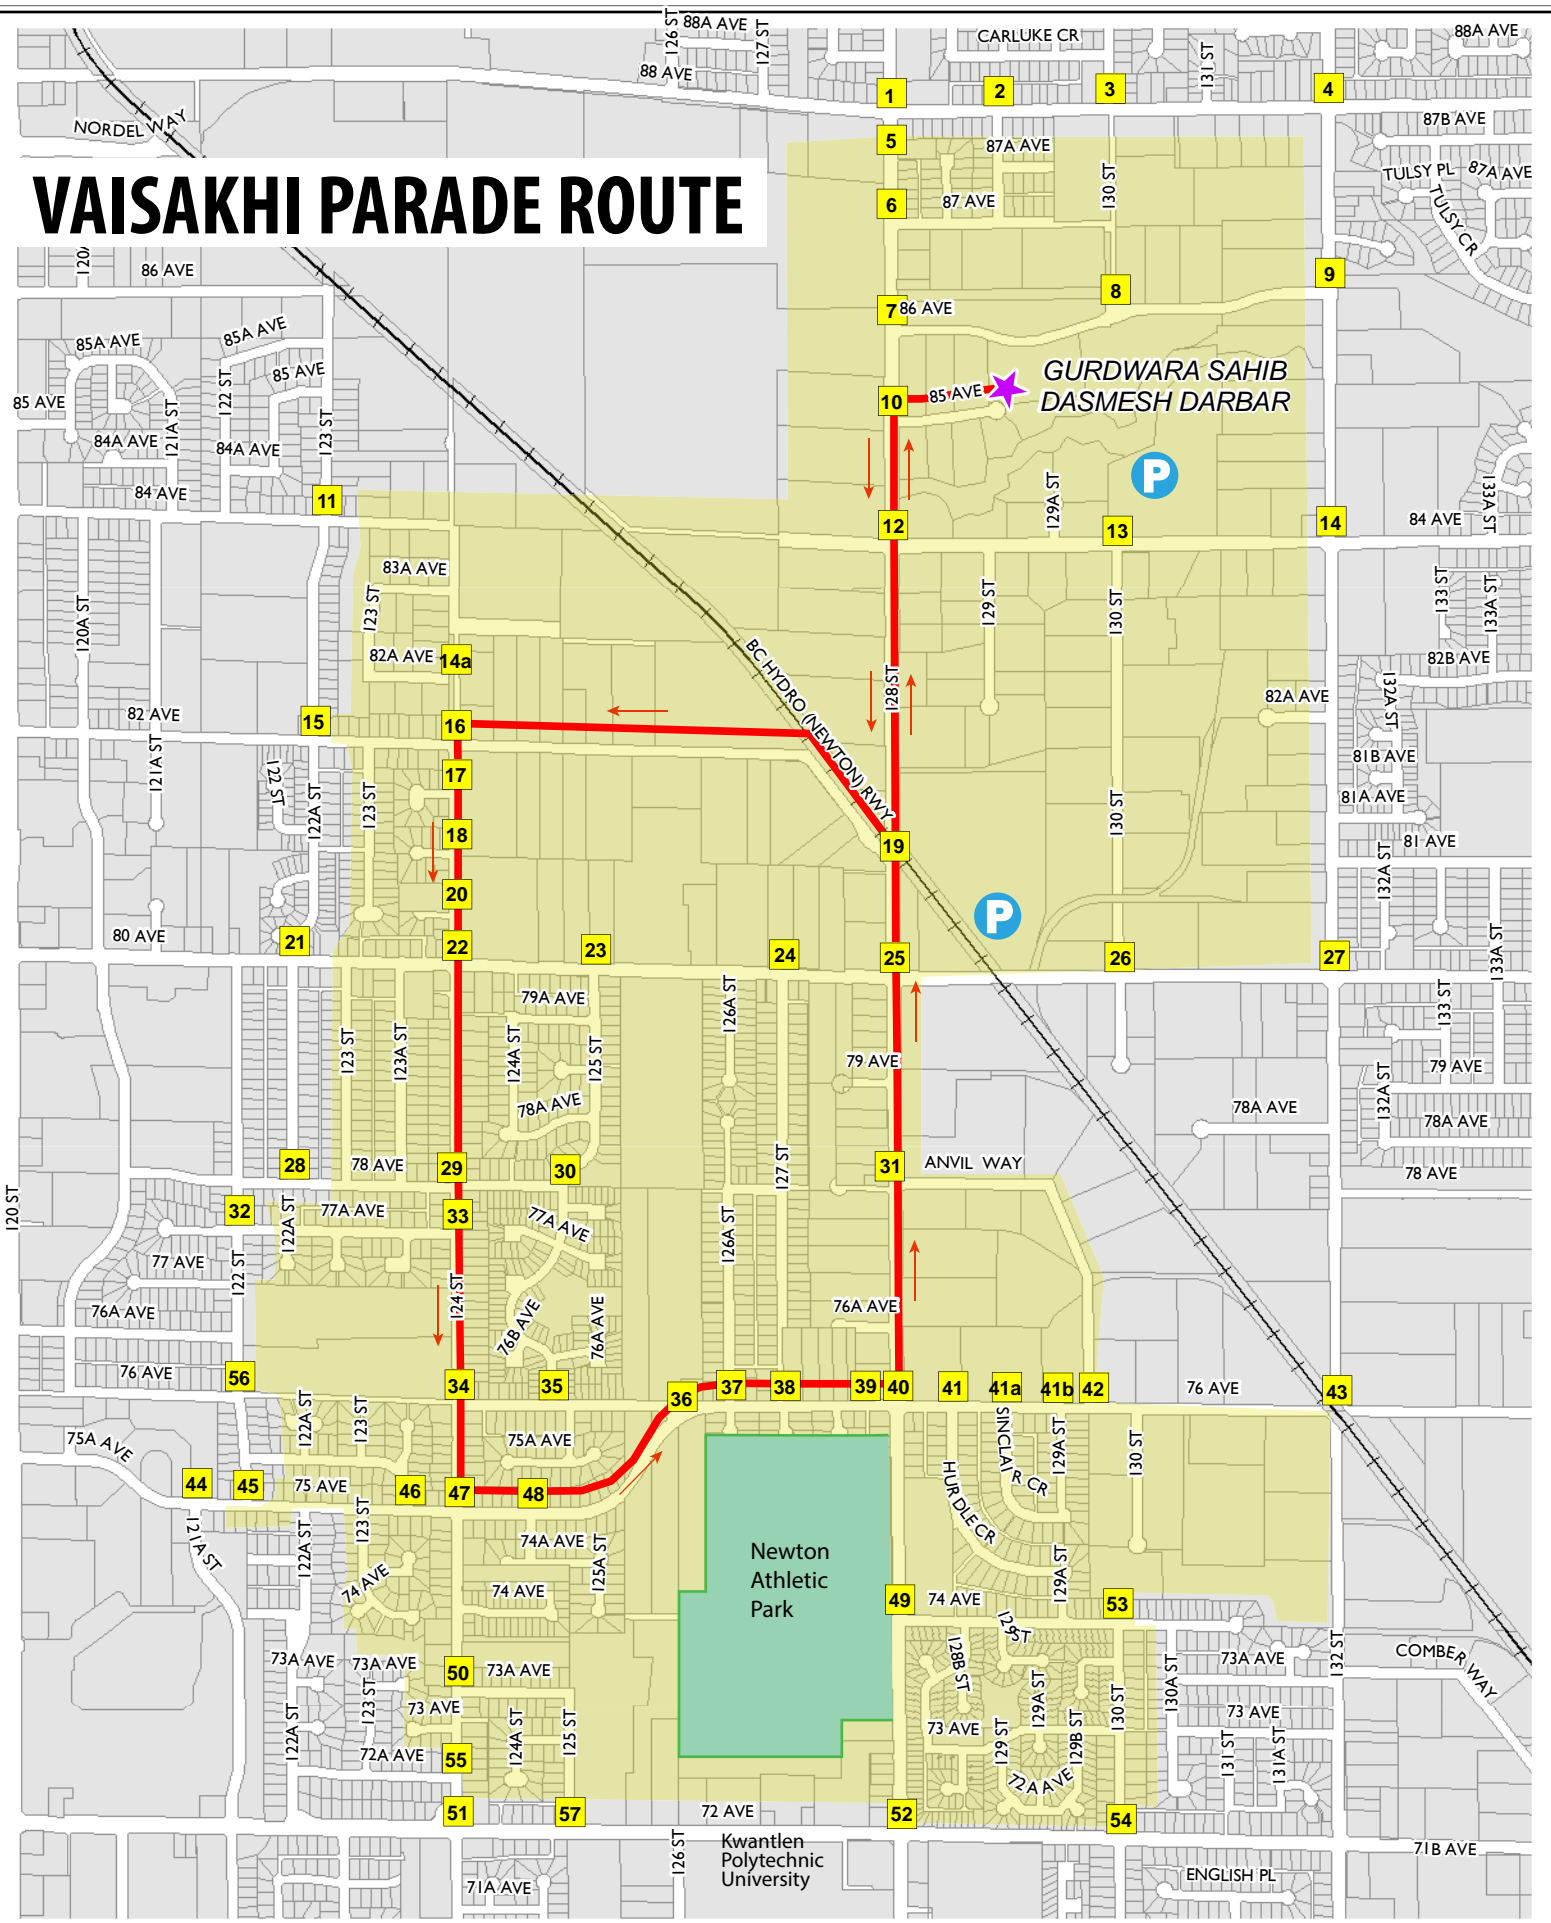 88A AVE
126 ST
127 ST
CARLUKE CR
131 ST
88A AVE
88 AVE
1
2
3
4
NORDEL WAY
5
87A AVE
87B AVE
VAISAKHI PARADE ROUTE
6
87 AVE
130 ST
TULSY PL
87A AVE
TULSY CR
120A
86 AVE
7
86 AVE
8
9
85A AVE
85A AVE
85 AVE
122 ST
85 AVE
121A ST
84A AVE
84A AVE
123 ST
84 AVE
10
85 AVE
GURDWARA SAHIB
DASMESH DARBAR
P
129A ST
133A ST
11
12
13
14
84 AVE
83A AVE
123 ST
120A ST
129 ST
130 ST
133 ST
133A ST
82A AVE
14a
BC HYDRO (NEWTON) RWY
128 ST
82B AVE
132A ST
82A AVE
82 AVE
15
16
121A ST
122 ST
122A ST
123 ST
17
81B AVE
81A AVE
130 ST
18
19
81 AVE
132A ST
20
P
80 AVE
21
22
23
24
25
26
27
133A ST
79A AVE
126A ST
133 ST
123 ST
123A ST
124A ST
125 ST
79 AVE
79 AVE
132A ST
78A AVE
78A AVE
78A AVE
28
78 AVE
29
30
127 ST
31
ANVIL WAY
78 AVE
120 ST
32
122A ST
77A AVE
33
77A AVE
126A ST
77 AVE
122 ST
124 ST
76A AVE
76B AVE
76A AVE
76A AVE
76 AVE
56
34
35
36
37
38
39
40
41
41a
41b
42
76 AVE
43
122A ST
123 ST
75A AVE
75A AVE
SINCLAIR CR
129A ST
130 ST
HURDLE CR
44
45
75 AVE
46
47
48
121A ST
122A ST
123 ST
74A AVE
125A ST
74 AVE
74 AVE
Newton
Athletic
Park
49
74 AVE
129A ST
53
129 ST
132 ST
73A AVE
73A AVE
50
73A AVE
128B ST
130A ST
73A AVE
COMBER WAY
122A ST
123 ST
73 AVE
124A ST
125 ST
73 AVE
129 ST
129A ST
129B ST
130 ST
73 AVE
131 ST
131A ST
72A AVE
55
72A AVE
51
57
72 AVE
52
54
126 ST
Kwantlen
Polytechnic
University
71B AVE
71A AVE
ENGLISH PL